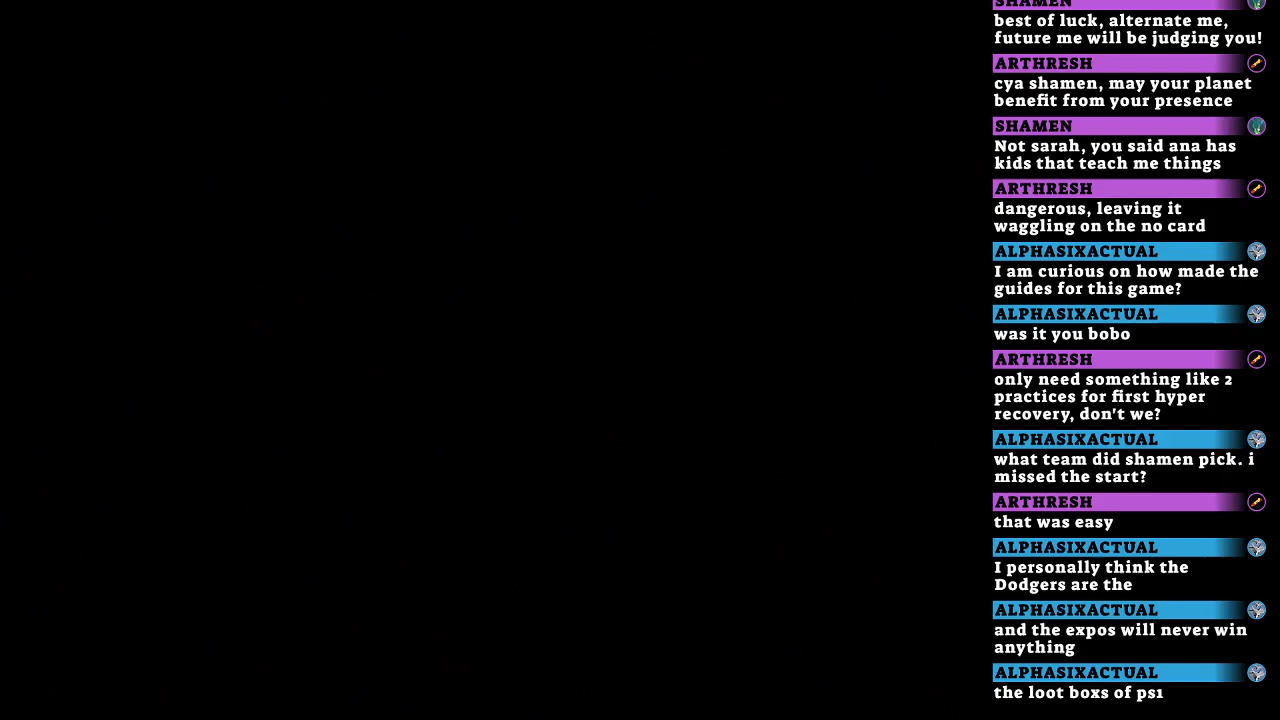 SHAMEN
best of luck, alternate me,
future me will be judging you!
ARTHRESH
cya shamen, may your planet
benefit from your presence
SHAMEN
Not sarah, you said ana has
kids that teach me things
ARTHRESH
dangerous, leaving it
waggling on the no card
ALPHASIXACTUAL
I am curious on how made the
guides for this game?
ALPHASIXACTUAL
was it you bobo
ARTHRESH
only need something like 2
practices for first hyper
recovery, don't we?
ALPHASIXACTUAL
what team did shamen pick. i
missed the start?
ARTHRESH
that was easy
ALPHASIXACTUAL
I personally think the
Dodgers are the
ALPHASIXACTUAL
and the expos will never win
anything
ALPHASIXACTUAL
the loot boxs of ps1